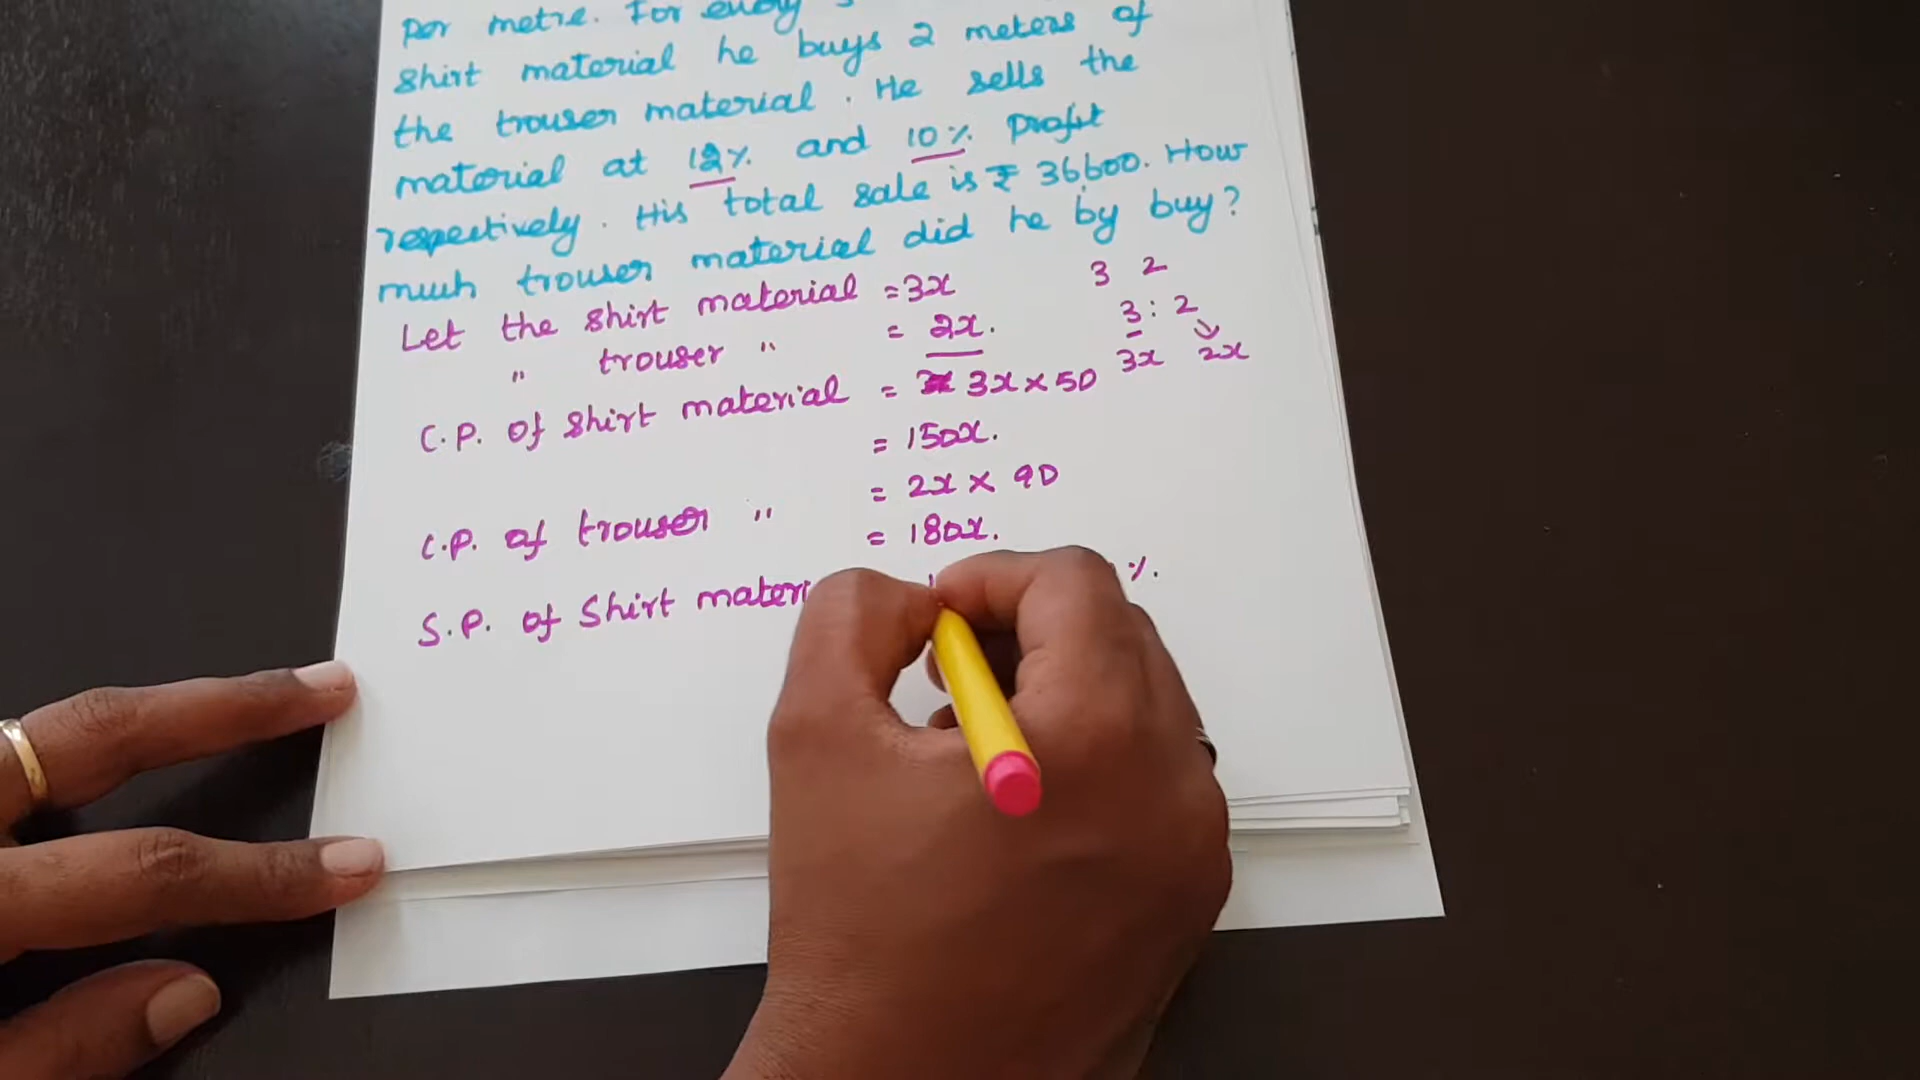 per metre. For every
shirt material he buys 2 meters of
the trouser material. He sells the
material at 12% and 10% profit
respectively. His total sale is ₹ 36600. How
much trouser material did he by buy?
Let the shirt material = 3x
" trouser " = 2x.
3 2
3 : 2
3x 2x
C.P. of shirt material = 3x × 50
= 150x.
C.P. of trouser " = 2x × 90
= 180x.
S.P. of Shirt materi %.